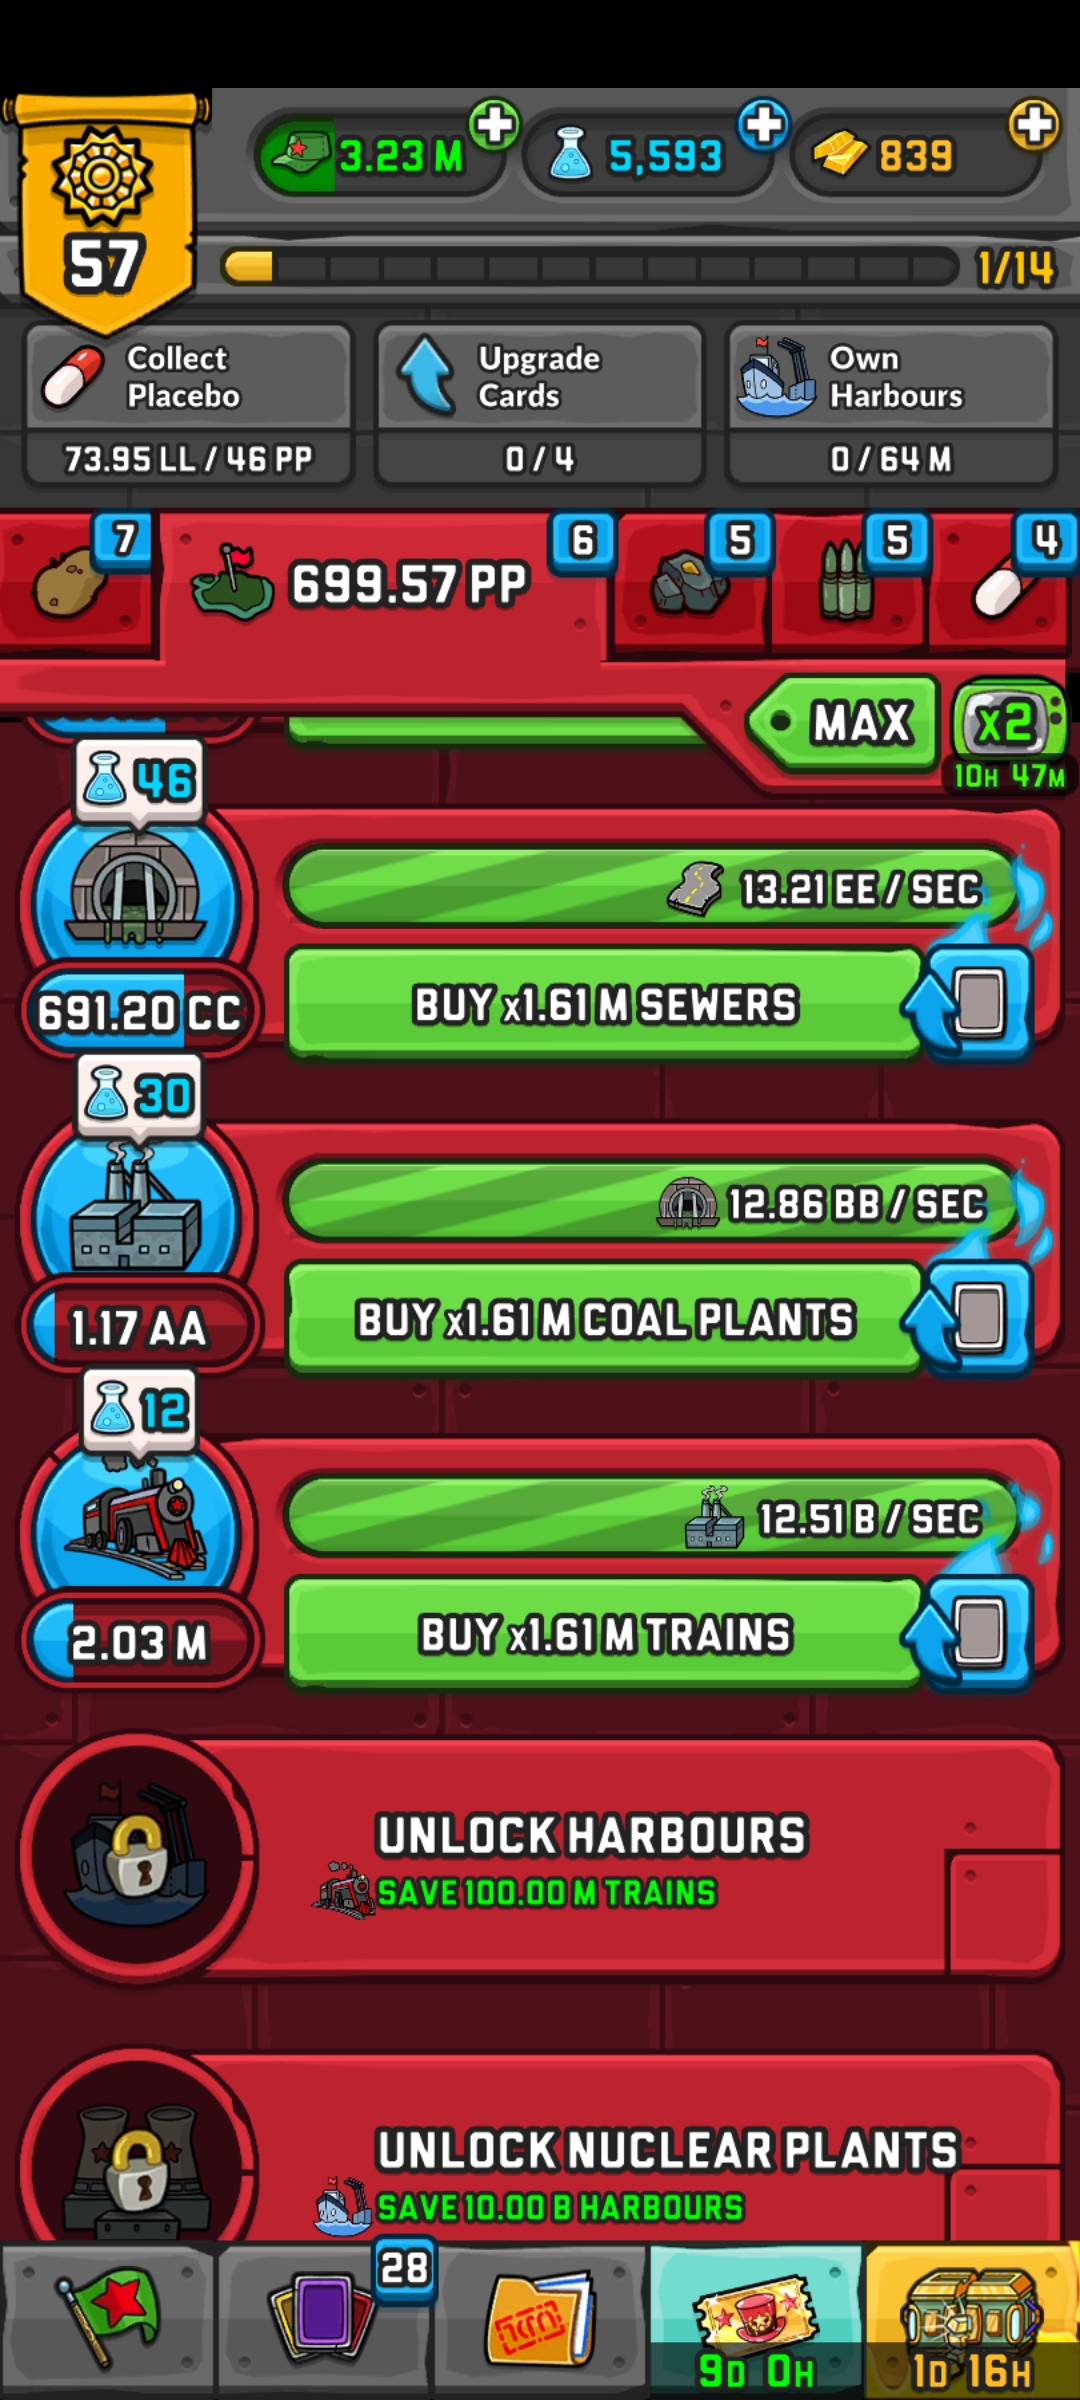 57
3.23 M
5,593
839
1/14
Collect
Placebo
73.95 LL / 46 PP
Upgrade
Cards
0 / 4
Own
Harbours
0 / 64 M
7
699.57 PP
6
5
5
4
MAX
x2
10H 47M
46
13.21 EE / SEC
691.20 CC
BUY x1.61 M SEWERS
30
12.86 BB / SEC
1.17 AA
BUY x1.61 M COAL PLANTS
12
12.51 B / SEC
2.03 M
BUY x1.61 M TRAINS
UNLOCK HARBOURS
SAVE 100.00 M TRAINS
UNLOCK NUCLEAR PLANTS
SAVE 10.00 B HARBOURS
28
9D 0H
1D 16H